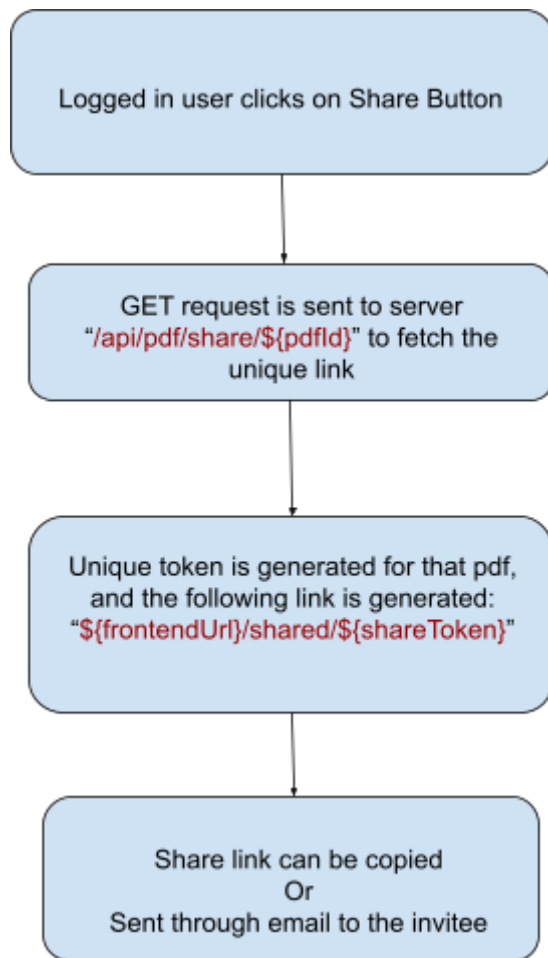 Logged in user clicks on Share Button
GET request is sent to server
“/api/pdf/share/${pdfId}” to fetch the
unique link
Unique token is generated for that pdf,
and the following link is generated:
“${frontendUrl}/shared/${shareToken}”
Share link can be copied
Or
Sent through email to the invitee